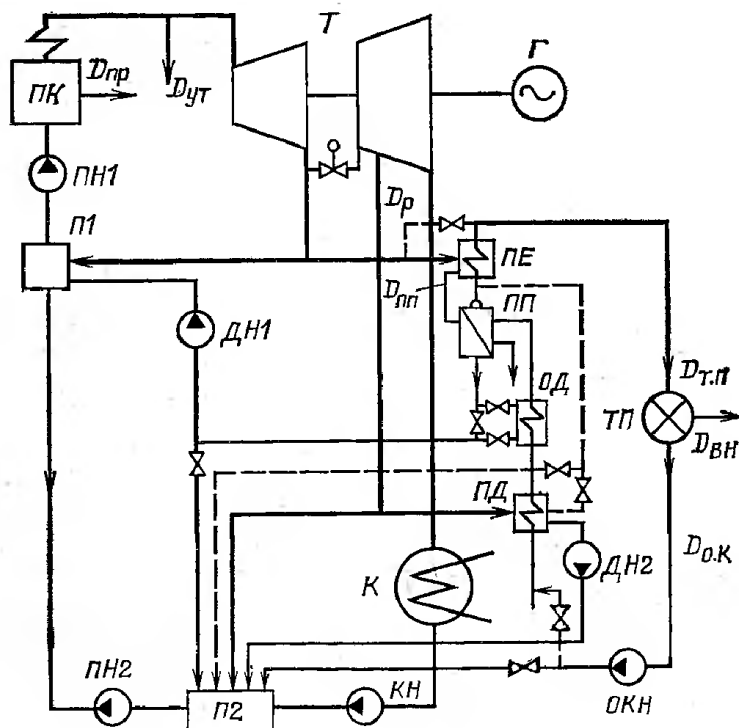 T
Г
ПК
Dпр
Dут
ПН1
П1
Dр
ПЕ
Dпп
ПП
ДН1
ОД
Dт.п
ТП
Dвн
ПД
К
ДН2
Dо.к
ПН2
П2
КН
ОКН